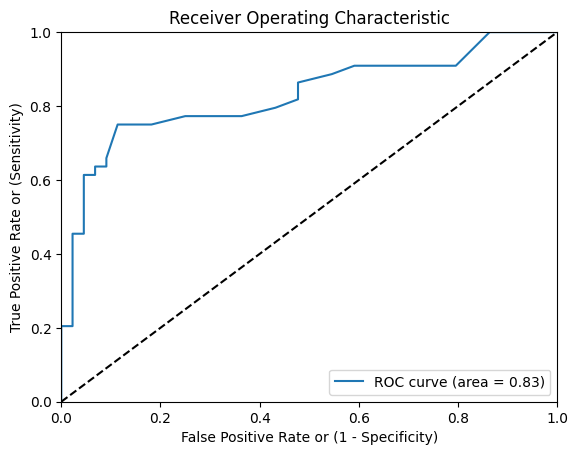 Receiver Operating Characteristic
True Positive Rate or (Sensitivity)
1.0
0.8
0.6
0.4
0.2
0.0
ROC curve (area = 0.83)
0.0 0.2 0.4 0.6 0.8 1.0
False Positive Rate or (1 - Specificity)